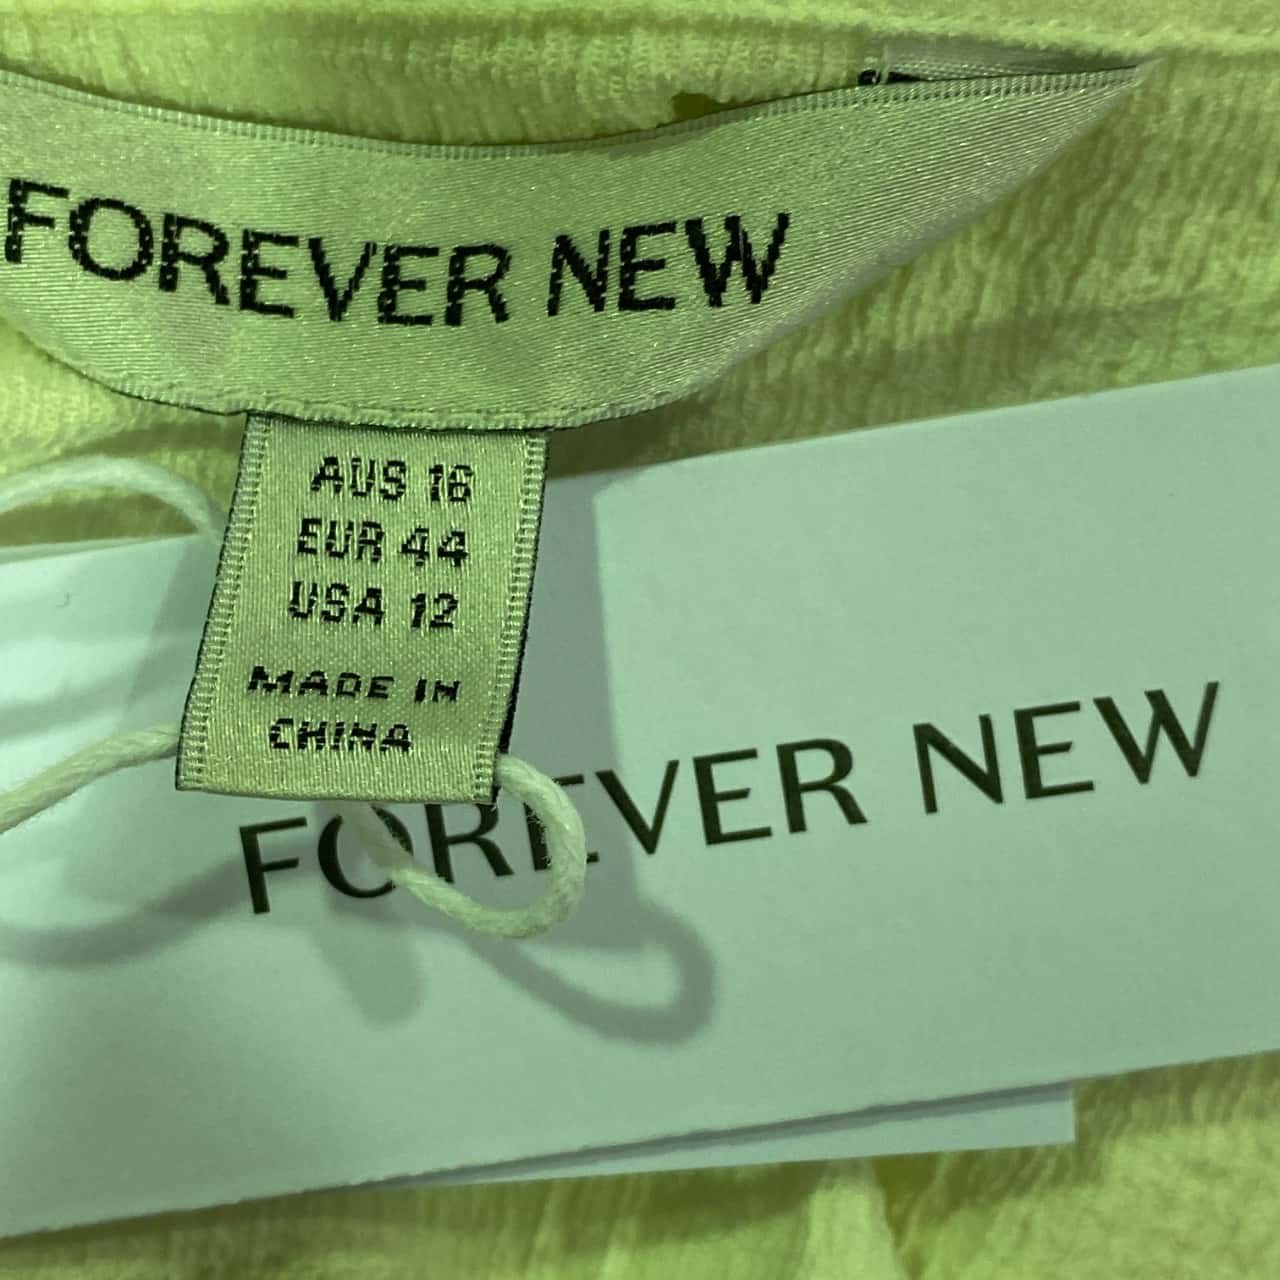 FOREVER NEW
AUS 16
EUR 44
USA 12
MADE IN
CHINA
FOREVER NEW